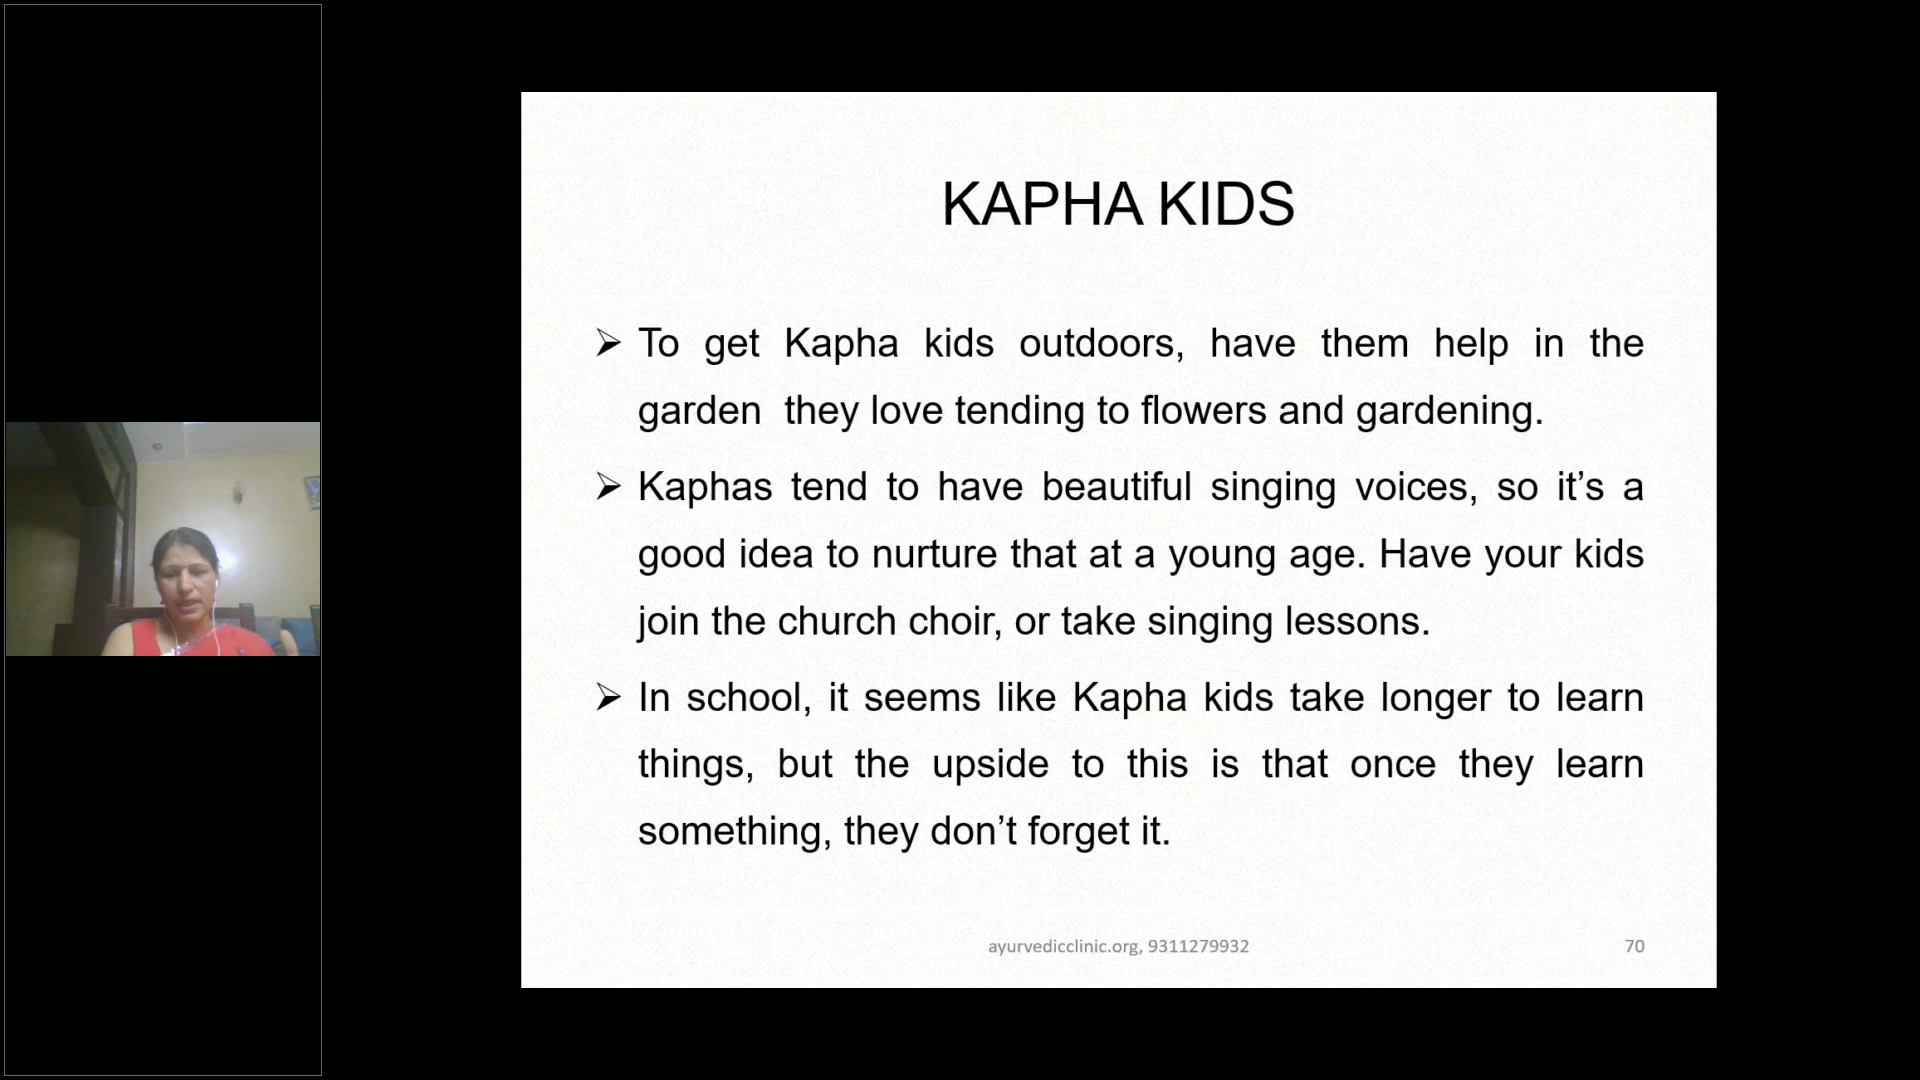 KAPHA KIDS
➢ To get Kapha kids outdoors, have them help in the
garden  they love tending to flowers and gardening.
➢ Kaphas tend to have beautiful singing voices, so it’s a
good idea to nurture that at a young age. Have your kids
join the church choir, or take singing lessons.
➢ In school, it seems like Kapha kids take longer to learn
things, but the upside to this is that once they learn
something, they don’t forget it.
ayurvedicclinic.org, 9311279932
70